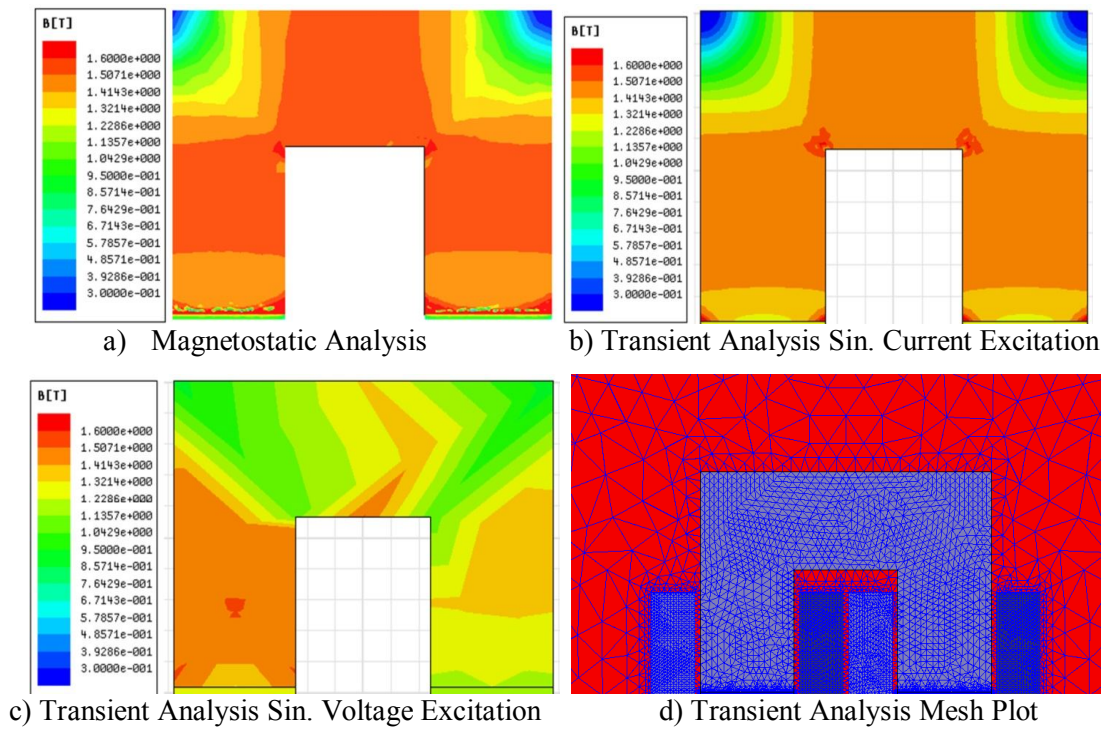 B[T]
1.6000e+000
1.5071e+000
1.4143e+000
1.3214e+000
1.2286e+000
1.1357e+000
1.0429e+000
9.5000e-001
8.5714e-001
7.6429e-001
6.7143e-001
5.7857e-001
4.8571e-001
3.9286e-001
3.0000e-001
B[T]
1.6000e+000
1.5071e+000
1.4143e+000
1.3214e+000
1.2286e+000
1.1357e+000
1.0429e+000
9.5000e-001
8.5714e-001
7.6429e-001
6.7143e-001
5.7857e-001
4.8571e-001
3.9286e-001
3.0000e-001
a) Magnetostatic Analysis
b) Transient Analysis Sin. Current Excitation
B[T]
1.6000e+000
1.5071e+000
1.4143e+000
1.3214e+000
1.2286e+000
1.1357e+000
1.0429e+000
9.5000e-001
8.5714e-001
7.6429e-001
6.7143e-001
5.7857e-001
4.8571e-001
3.9286e-001
3.0000e-001
c) Transient Analysis Sin. Voltage Excitation
d) Transient Analysis Mesh Plot